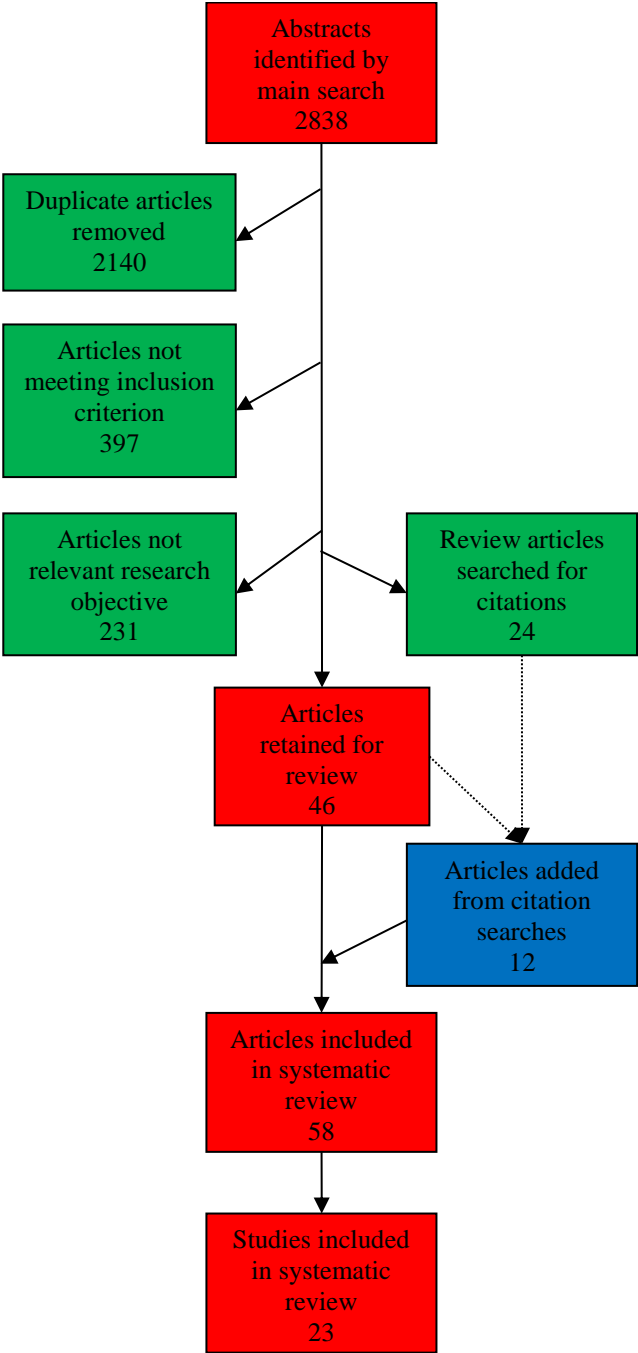 Abstracts
identified by
main search
2838
Duplicate articles
removed
2140
Articles not
meeting inclusion
criterion
397
Articles not
relevant research
objective
231
Review articles
searched for
citations
24
Articles
retained for
review
46
Articles added
from citation
searches
12
Articles included
in systematic
review
58
Studies included
in systematic
review
23